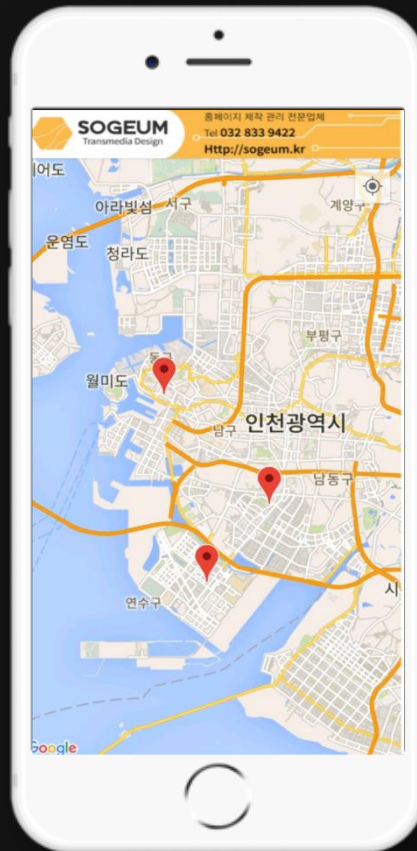 SOGEUM
Transmedia Design
홈페이지 제작 관리 전문업체
Tel 032 833 9422
Http://sogeum.kr
어도
아라빛섬
서구
계양구
운염도
청라도
부평구
동구
월미도
남구
인천광역시
남동구
연수구
시
Google